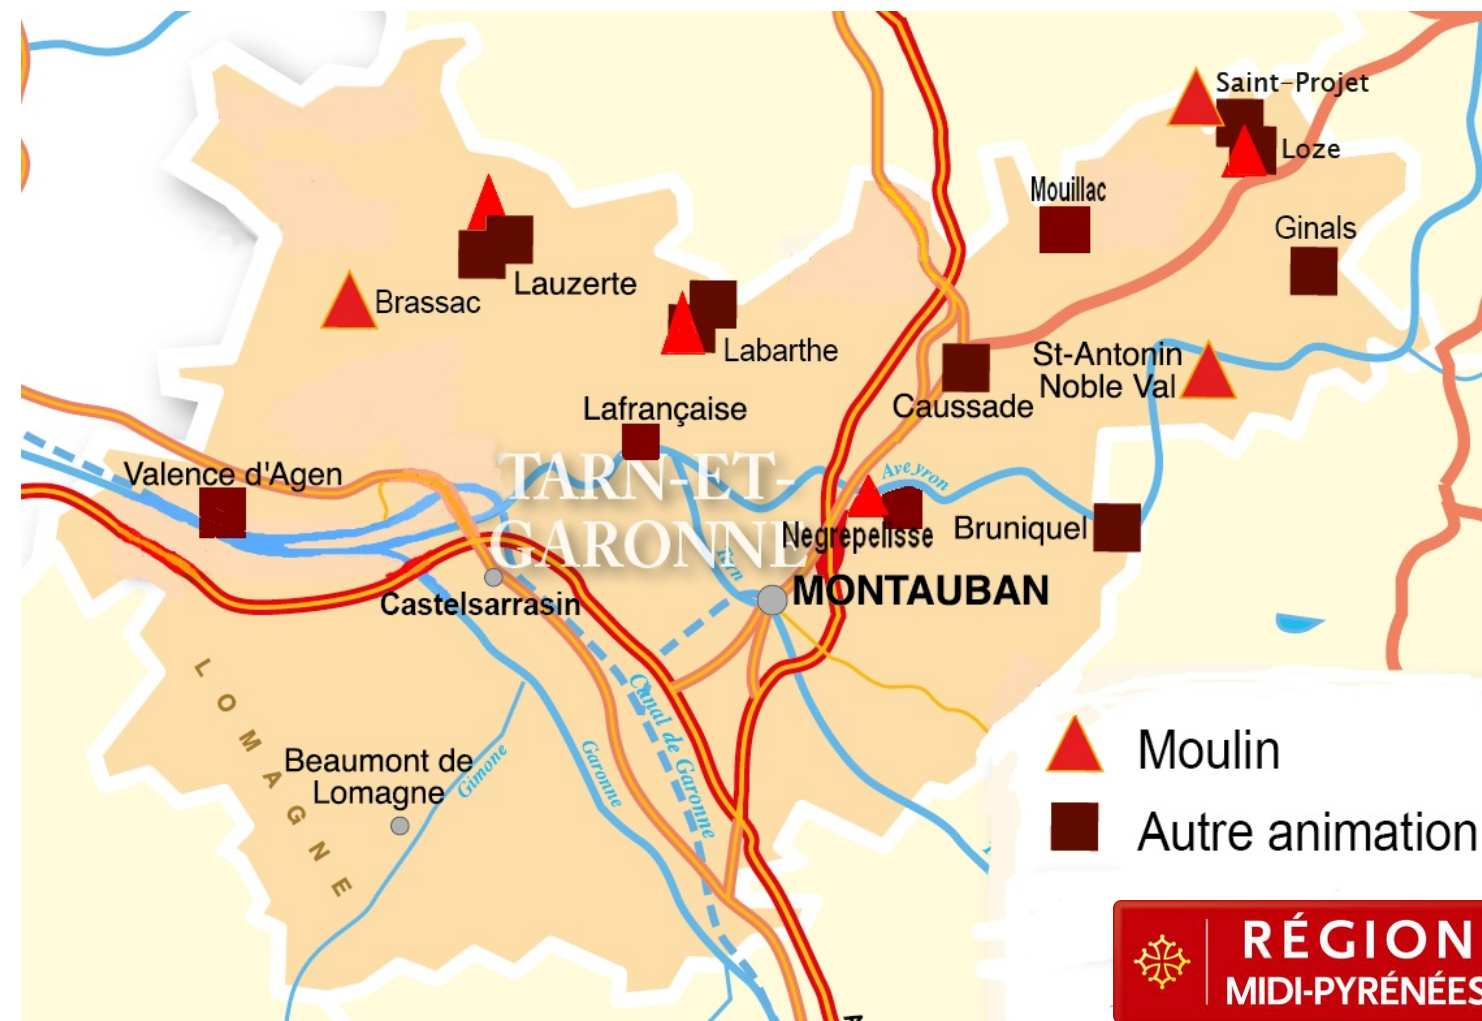 Saint-Projet
Loze
Mouillac
Ginals
Lauzerte
Brassac
Labarthe
St-Antonin
Noble Val
Caussade
Lafrançaise
TARN-ET-
GARONNE
Valence d'Agen
Aveyron
Negrepelisse
Bruniquel
Tarn
MONTAUBAN
Castelsarrasin
LOMAGNE
Canal de Garonne
Garonne
Gimone
Beaumont de
Lomagne
Moulin
Autre animation
RÉGION
MIDI-PYRÉNÉES